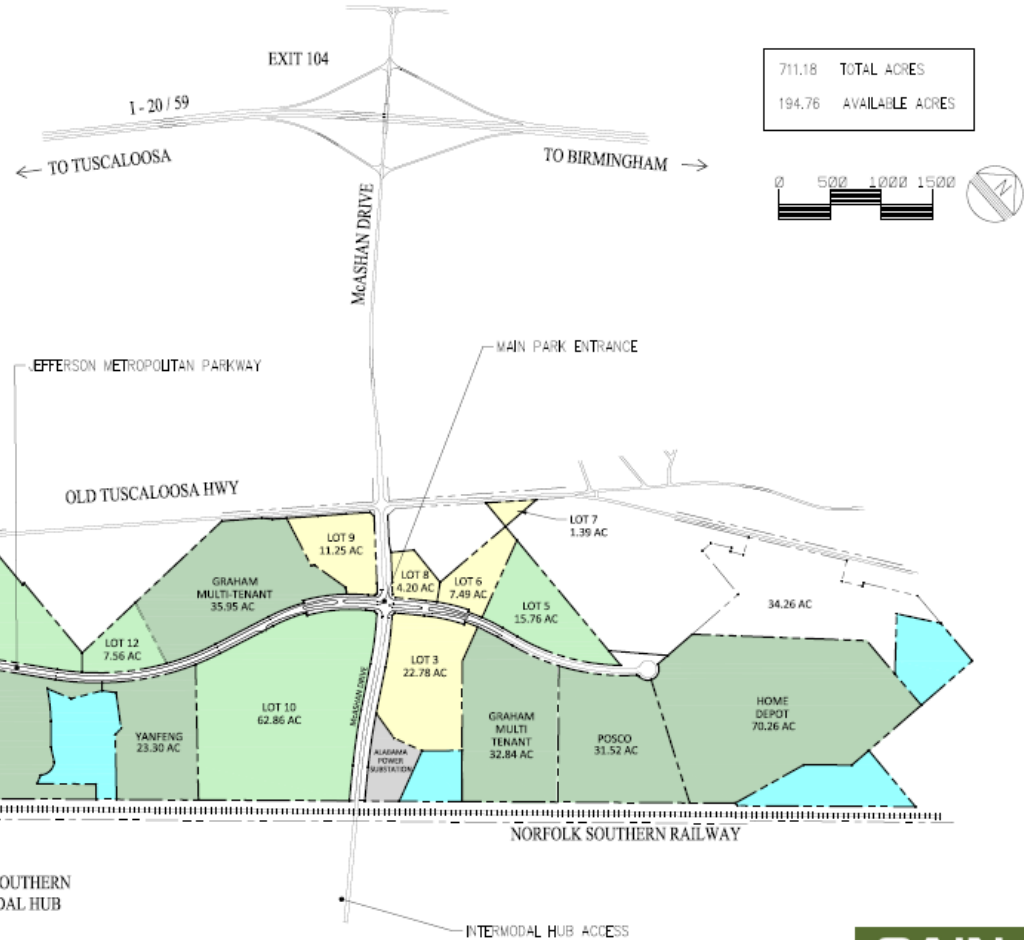 EXIT 104
I - 20 / 59
← TO TUSCALOOSA
TO BIRMINGHAM →
711.18 TOTAL ACRES
194.76 AVAILABLE ACRES
0 500 1000 1500
N
McASHAN DRIVE
MAIN PARK ENTRANCE
JEFFERSON METROPOLITAN PARKWAY
OLD TUSCALOOSA HWY
LOT 7
1.39 AC
LOT 9
11.25 AC
LOT 8
4.20 AC
LOT 6
7.49 AC
GRAHAM
MULTI-TENANT
35.95 AC
LOT 5
15.76 AC
34.26 AC
LOT 12
7.56 AC
LOT 3
22.78 AC
McASHAN DRIVE
LOT 10
62.86 AC
YANFENG
23.30 AC
GRAHAM
MULTI
TENANT
32.84 AC
POSCO
31.52 AC
HOME
DEPOT
70.26 AC
ALABAMA
POWER
SUBSTATION
NORFOLK SOUTHERN RAILWAY
OUTHERN
DAL HUB
INTERMODAL HUB ACCESS